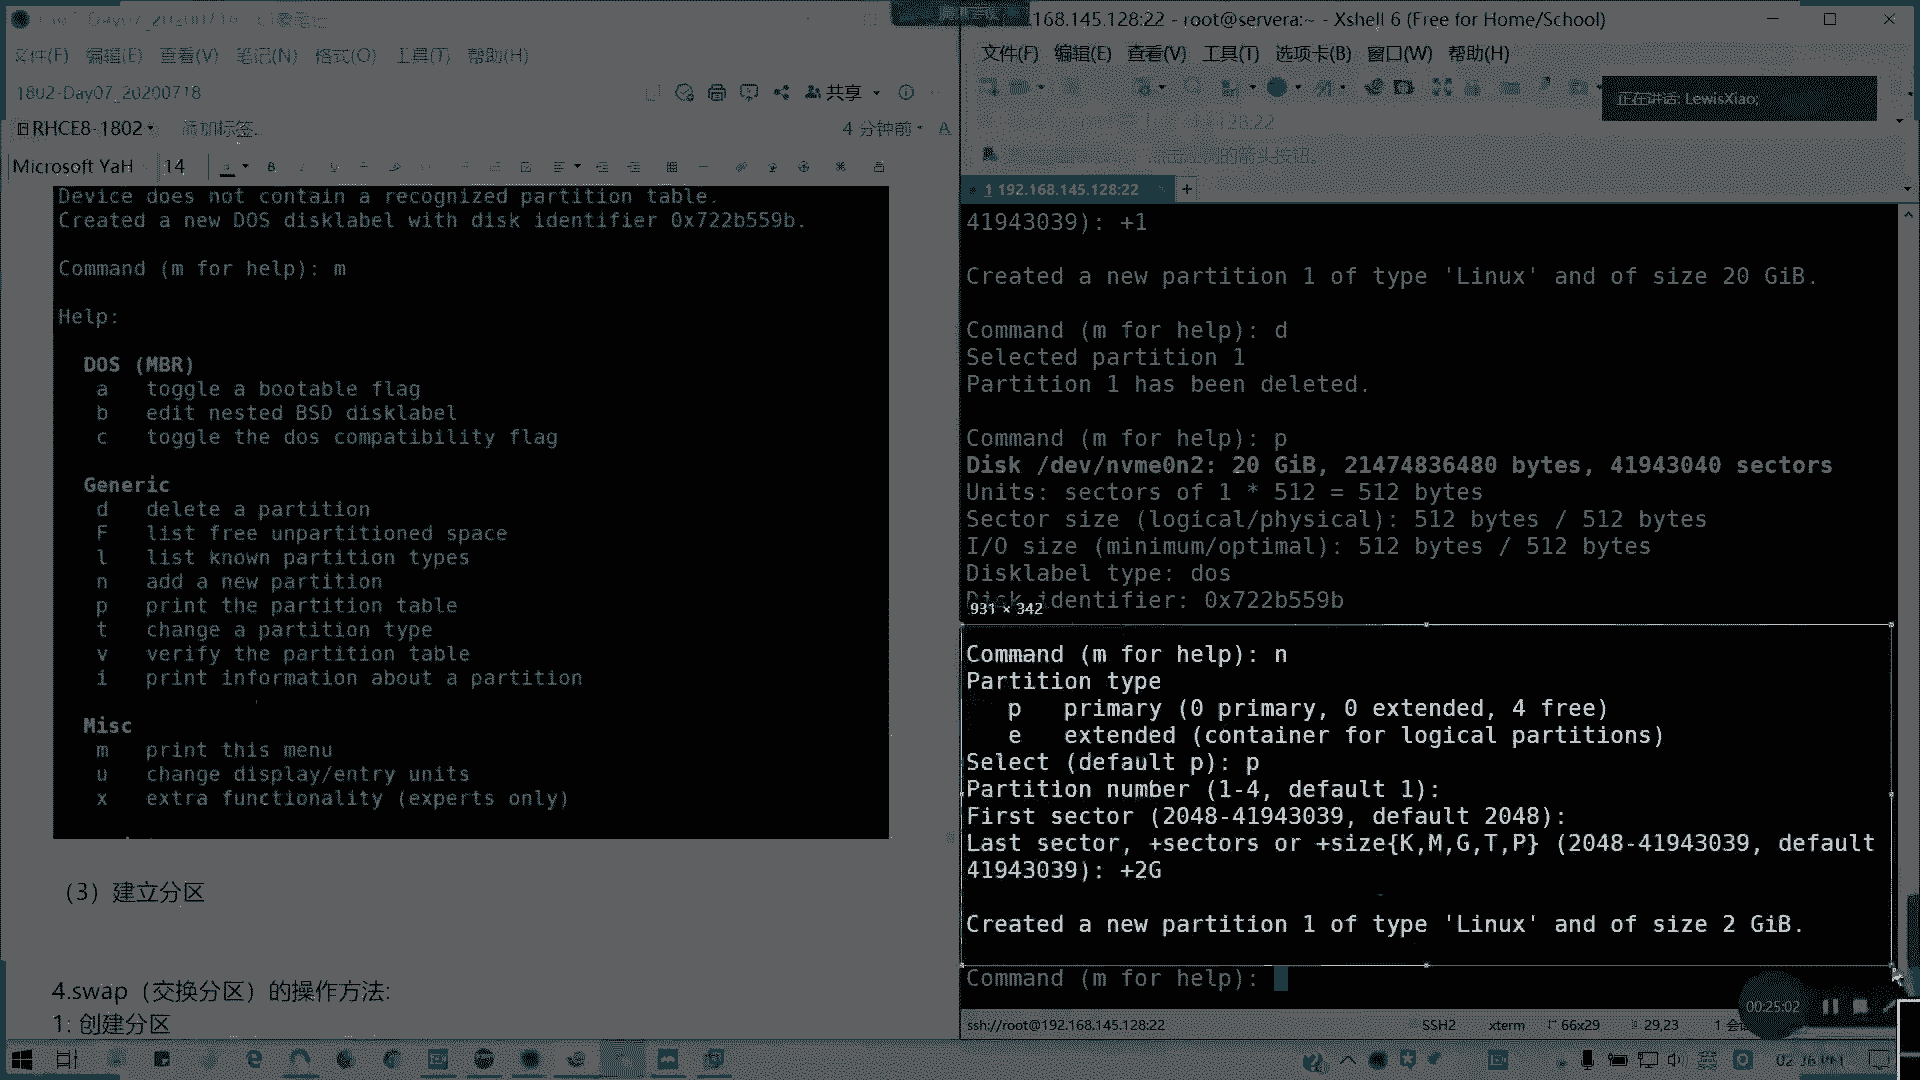 文件(F) 编辑(E) 查看(V) 笔记(N) 格式(O) 工具(T) 帮助(H)
1802-Day07_20200718
共享
RHCE8-1802
添加标签...
4 分钟前
Microsoft YaH 14
Device does not contain a recognized partition table.
Created a new DOS disklabel with disk identifier 0x722b559b.
Command (m for help): m
Help:
DOS (MBR)
a toggle a bootable flag
b edit nested BSD disklabel
c toggle the dos compatibility flag
Generic
d delete a partition
F list free unpartitioned space
l list known partition types
n add a new partition
p print the partition table
t change a partition type
v verify the partition table
i print information about a partition
Misc
m print this menu
u change display/entry units
x extra functionality (experts only)
（3）建立分区
4.swap（交换分区）的操作方法:
1: 创建分区
168.145.128:22 - root@servera:~ - Xshell 6 (Free for Home/School)
文件(F) 编辑(E) 查看(V) 工具(T) 选项卡(B) 窗口(W) 帮助(H)
正在讲话: LewisXiao;
1 192.168.145.128:22
41943039): +1
Created a new partition 1 of type 'Linux' and of size 20 GiB.
Command (m for help): d
Selected partition 1
Partition 1 has been deleted.
Command (m for help): p
Disk /dev/nvme0n2: 20 GiB, 21474836480 bytes, 41943040 sectors
Units: sectors of 1 * 512 = 512 bytes
Sector size (logical/physical): 512 bytes / 512 bytes
I/O size (minimum/optimal): 512 bytes / 512 bytes
Disklabel type: dos
Disk identifier: 0x722b559b
931 × 342
Command (m for help): n
Partition type
p primary (0 primary, 0 extended, 4 free)
e extended (container for logical partitions)
Select (default p): p
Partition number (1-4, default 1):
First sector (2048-41943039, default 2048):
Last sector, +sectors or +size{K,M,G,T,P} (2048-41943039, default
41943039): +2G
Created a new partition 1 of type 'Linux' and of size 2 GiB.
Command (m for help):
00:25:02
ssh://root@192.168.145.128:22 SSH2 xterm 66x29 29,23